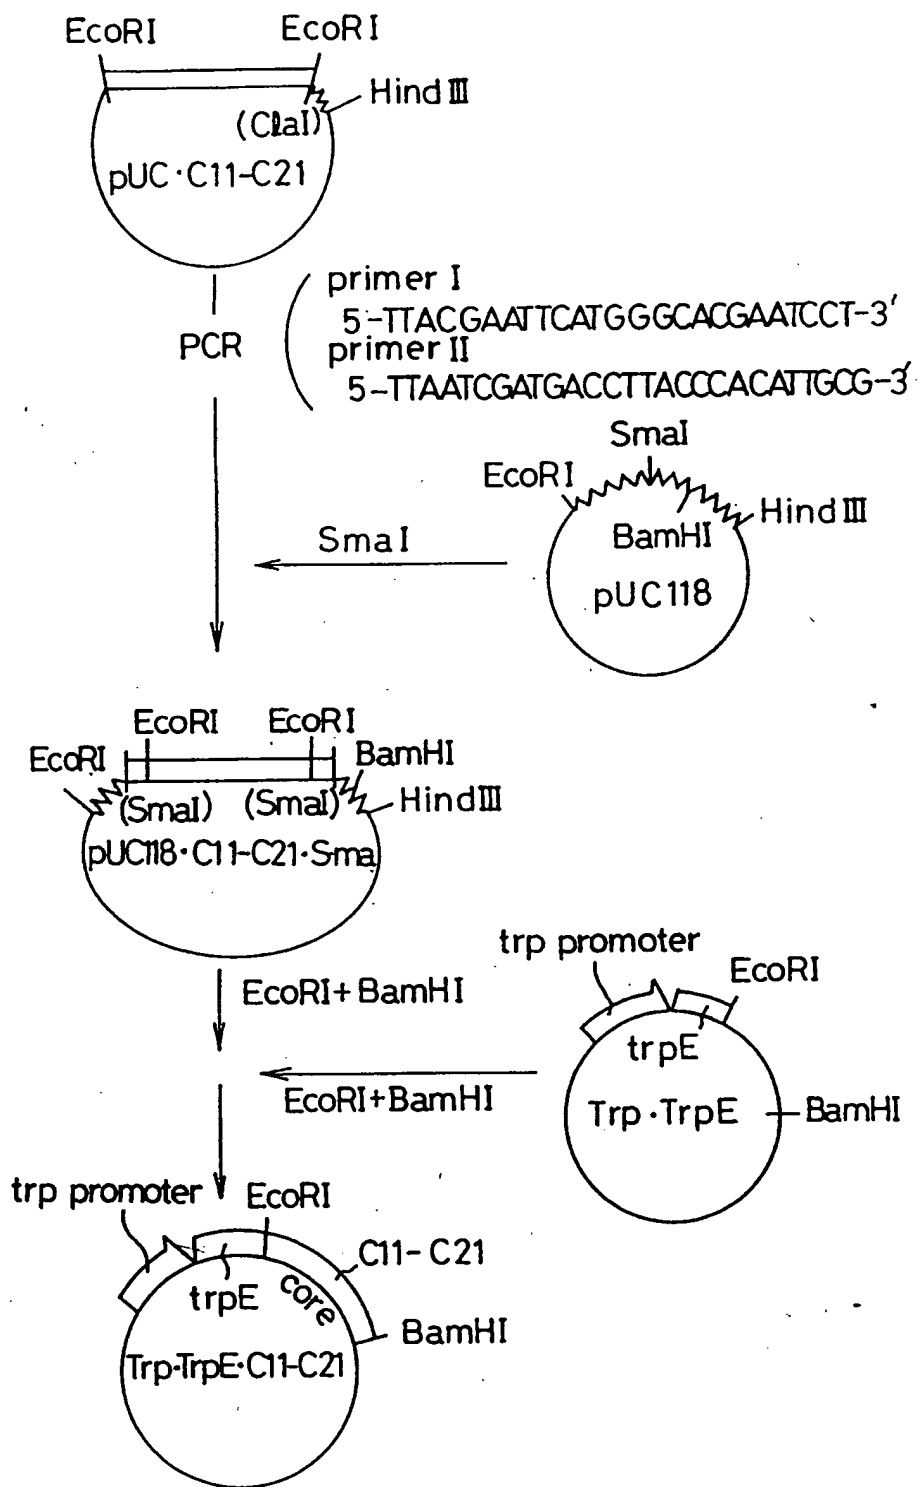 EcoRI EcoRI
HindIII
(ClaI)
pUC·C11-C21
PCR
primer I
5-TTACGAATTCATGGGCACGAATCCT-3'
primer II
5-TTAATCGATGACCTTACCCACATTGCG-3'
SmaI
EcoRI
HindIII
BamHI
pUC118
SmaI
EcoRI EcoRI
EcoRI BamHI
(SmaI) (SmaI) HindIII
pUC118·C11-C21·Sma
EcoRI+BamHI
trp promoter
EcoRI
trpE
Trp·TrpE
BamHI
EcoRI+BamHI
trp promoter EcoRI
C11-C21
trpE core
BamHI
Trp·TrpE·C11-C21